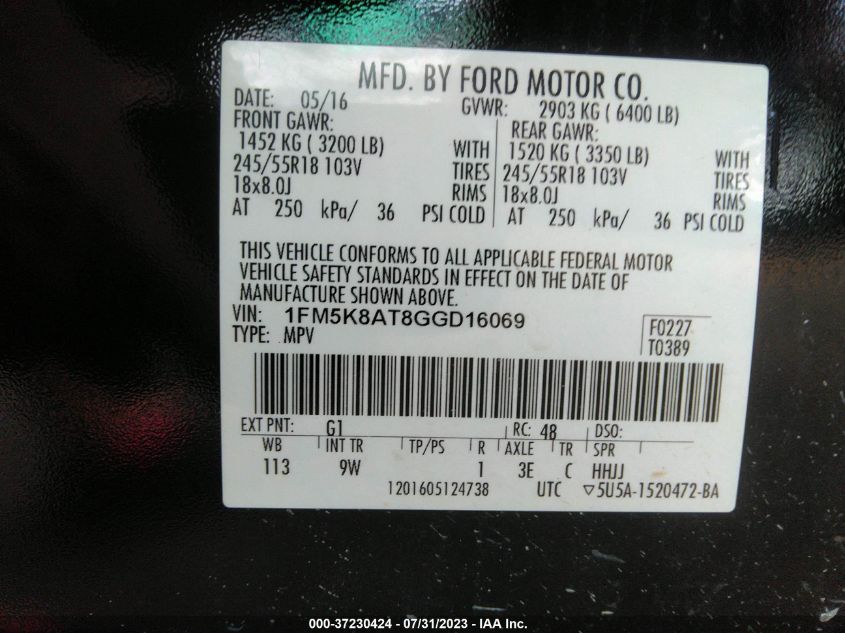 MFD. BY FORD MOTOR CO.
DATE: 05/16 GVWR: 2903 KG ( 6400 LB)
FRONT GAWR: REAR GAWR:
1452 KG ( 3200 LB) WITH 1520 KG ( 3350 LB) WITH
245/55R18 103V TIRES 245/55R18 103V TIRES
18x8.0J RIMS 18x8.0J RIMS
AT 250 kPa/ 36 PSI COLD AT 250 kPa/ 36 PSI COLD
THIS VEHICLE CONFORMS TO ALL APPLICABLE FEDERAL MOTOR
VEHICLE SAFETY STANDARDS IN EFFECT ON THE DATE OF
MANUFACTURE SHOWN ABOVE.
VIN: 1FM5K8AT8GGD16069 F0227
TYPE: MPV T0389
EXT PNT: G1 RC: 48 DSO:
WB INT TR TP/PS R AXLE TR SPR
113 9W 1 3E C HHJJ
1201605124738 UTC ▽5U5A-1520472-BA
000-37230424 - 07/31/2023 - IAA Inc.